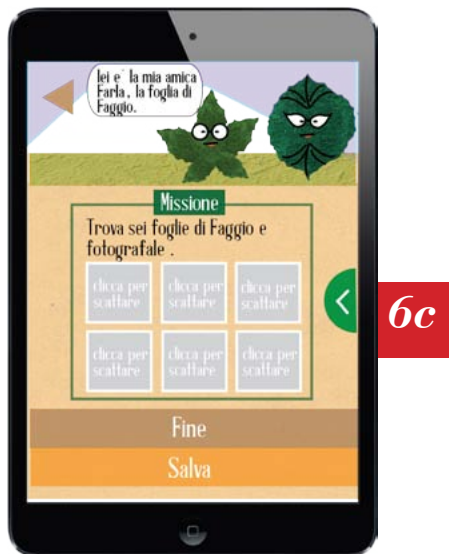 lei e` la mia amica
Farla , la foglia di
Faggio.
Missione
Trova sei foglie di Faggio e
fotografale .
clicca per
scattare
clicca per
scattare
clicca per
scattare
clicca per
scattare
clicca per
scattare
clicca per
scattare
Fine
Salva
6c